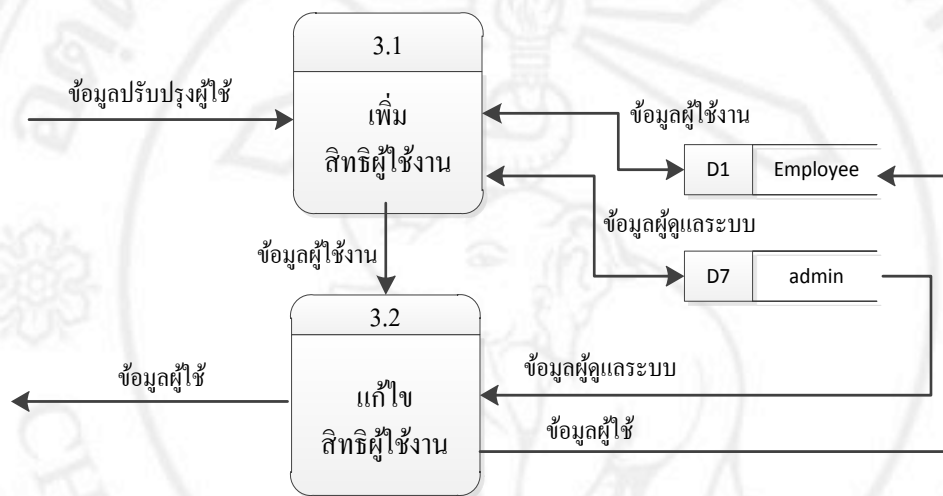 3.1
ข้อมูลปรับปรุงผู้ใช้
เพิ่ม
สิทธิผู้ใช้งาน
ข้อมูลผู้ใช้งาน
D1 Employee
ข้อมูลผู้ดูแลระบบ
ข้อมูลผู้ใช้งาน
D7 admin
3.2
ข้อมูลผู้ใช้
แก้ไข
สิทธิผู้ใช้งาน
ข้อมูลผู้ดูแลระบบ
ข้อมูลผู้ใช้